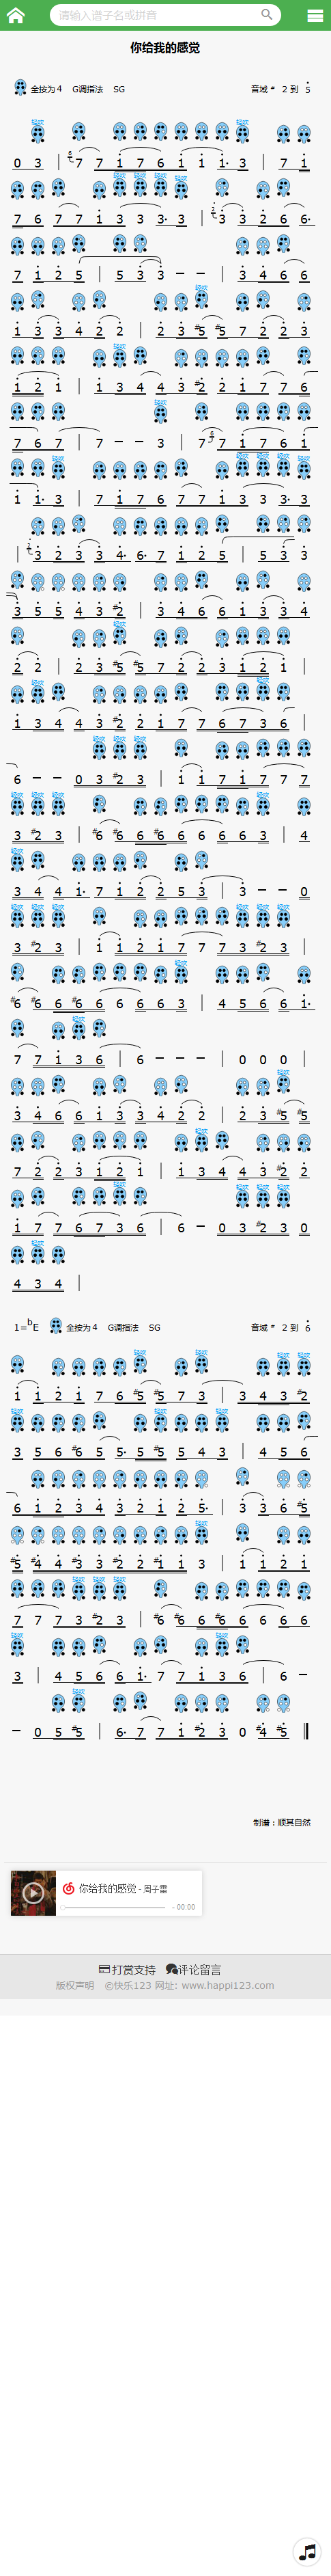 请输入谱子名或拼音
你给我的感觉
全按为 4 G调指法 SG 音域 # 2 到 5
轻吹 轻吹
0 3 | 7 7 1 7 6 1 1 1· 3 | 7 1
7 6 7 7 1 3 3 3· 3 | 3 3 2 6 6·
7 1 2 5 | 5 3 3 – – | 3 4 6 6
1 3 3 4 2 2 | 2 3 #5 #5 7 2 2 3
1 2 1 | 1 3 4 4 3 #2 2 1 7 7 6
7 6 7 | 7 – – 3 | 7 7 1 7 6 1
1 1· 3 | 7 1 7 6 7 7 1 3 3 3· 3
| 3 2 3 3 4· 6· 7 1 2 5 | 5 3 3
3 5 5 4 3 #2 | 3 4 6 6 1 3 3 4
2 2 | 2 3 #5 #5 7 2 2 3 1 2 1 |
1 3 4 4 3 #2 2 1 7 7 6 7 3 6 |
6 – – 0 3 #2 3 | 1 1 7 1 7 7 7
3 #2 3 | #6 #6 6 #6 6 6 6 3 | 4
3 4 4 1· 7 1 2 2 5 3 | 3 – – 0
3 #2 3 | 1 1 2 1 7 7 7 3 #2 3 |
#6 #6 6 #6 6 6 6 6 3 | 4 5 6 6 1·
7 7 1 3 6 | 6 – – – | 0 0 0 |
3 4 6 6 1 3 3 4 2 2 | 2 3 #5 #5
7 2 2 3 1 2 1 | 1 3 4 4 3 #2 2
1 7 7 6 7 3 6 | 6 – 0 3 #2 3 0
4 3 4 |
1=bE 全按为 4 G调指法 SG 音域 # 2 到 6
1 1 2 1 7 6 #5 #5 7 3 | 3 4 3 #2
3 5 6 #6 5 5· 5 #5 5 4 3 | 4 5 6
6 1 2 3 4 3 2 1 2 5· | 3 3 6 #5
#5 #4 4 #3 3 #2 2 #1 1 3 | 1 1 2 1
7 7 7 3 #2 3 | #6 #6 6 #6 6 6 6 6
3 | 4 5 6 6 1· 7 7 1 3 6 | 6 –
– 0 5 #5 | 6· 7 7 1 #2 3 0 #4 #5
制谱：顺其自然
你给我的感觉 - 周子雷
- 00:00
打赏支持 评论留言
版权声明 ©快乐123 网址: www.happi123.com